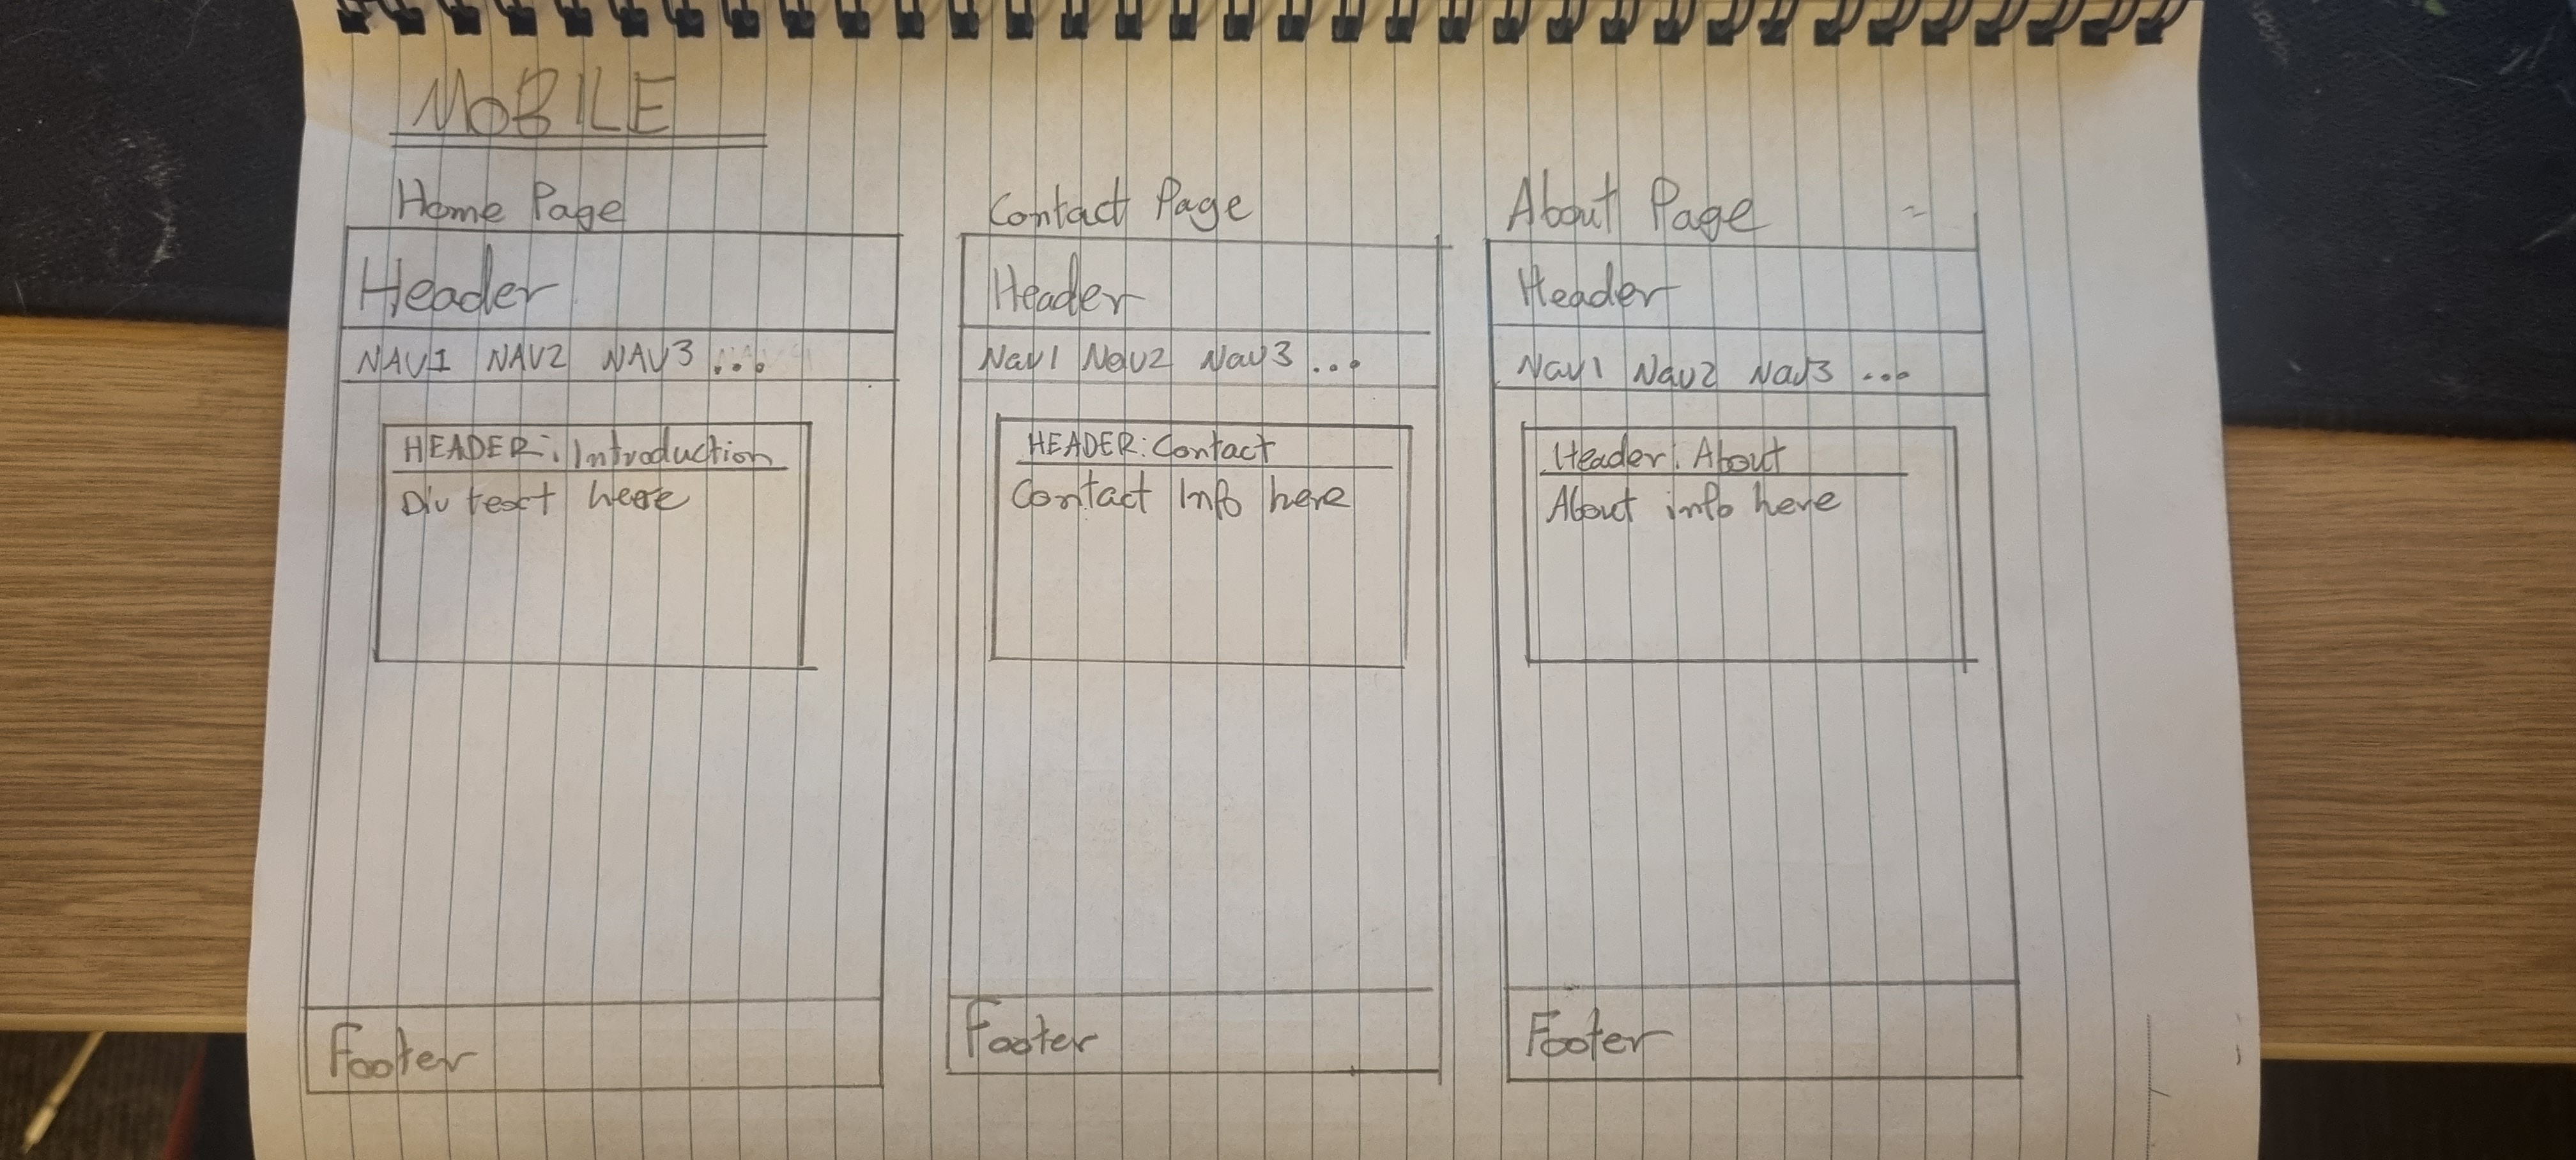 MOBILE
Home Page
Header
NAV1 NAV2 NAV3 ...
HEADER: Introduction
Div text here
Footer
Contact Page
Header
Nav1 Nav2 Nav3 ...
HEADER: Contact
Contact Info here
Footer
About Page
Header
Nav1 Nav2 Nav3 ...
Header: About
About info here
Footer